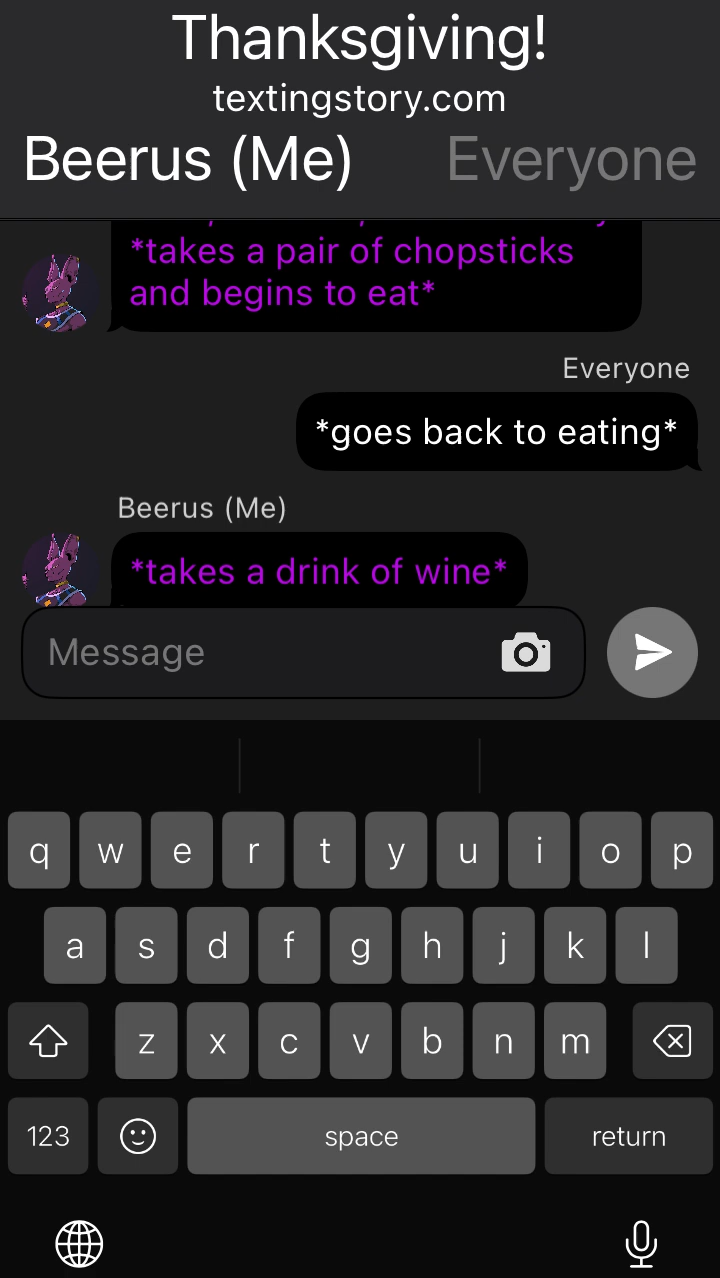 Thanksgiving!
textingstory.com
Beerus (Me) Everyone
*takes a pair of chopsticks
and begins to eat*
Everyone
*goes back to eating*
Beerus (Me)
*takes a drink of wine*
Message
q w e r t y u i o p
a s d f g h j k l
z x c v b n m
123 space return